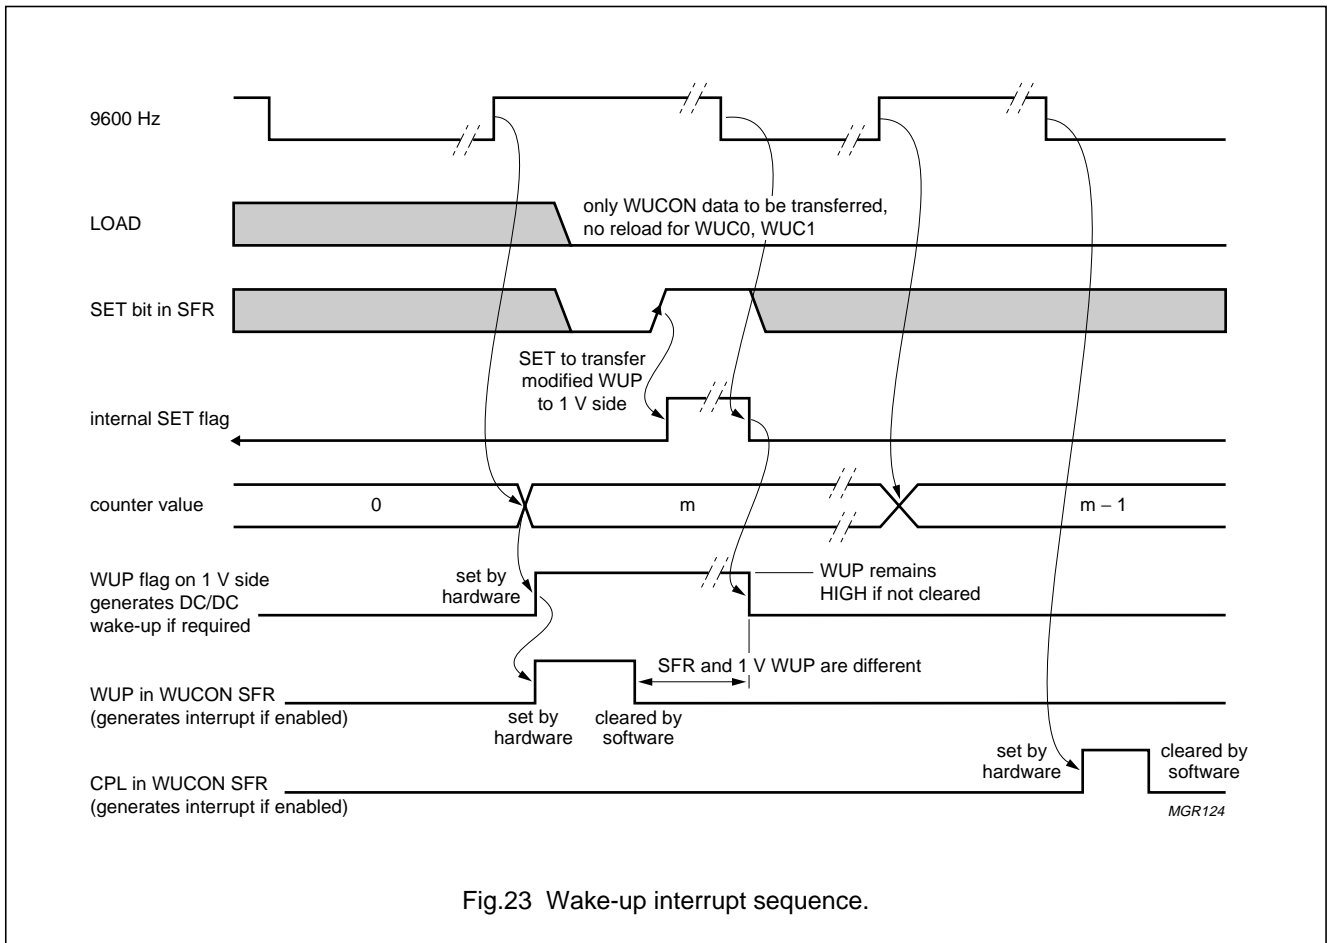 9600 Hz
LOAD
only WUCON data to be transferred,
no reload for WUC0, WUC1
SET bit in SFR
SET to transfer
modified WUP
to 1 V side
internal SET flag
counter value
0
m
m − 1
WUP flag on 1 V side
generates DC/DC
wake-up if required
set by
hardware
WUP remains
HIGH if not cleared
SFR and 1 V WUP are different
WUP in WUCON SFR
(generates interrupt if enabled)
set by
hardware
cleared by
software
set by
hardware
cleared by
software
CPL in WUCON SFR
(generates interrupt if enabled)
MGR124
Fig.23 Wake-up interrupt sequence.